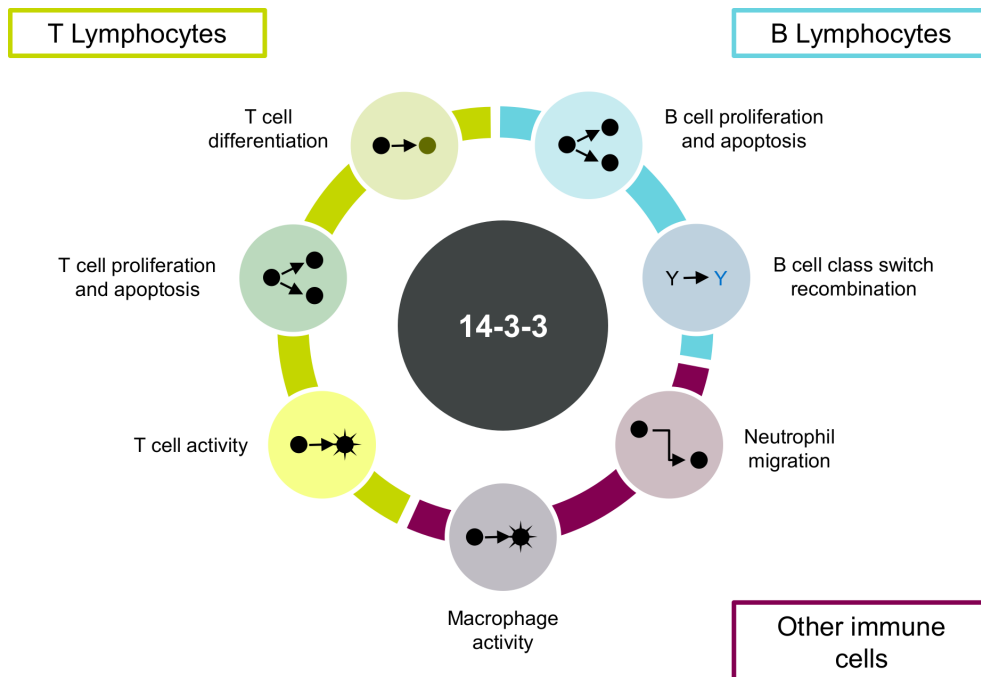 T Lymphocytes
B Lymphocytes
T cell
differentiation
B cell proliferation
and apoptosis
T cell proliferation
and apoptosis
Y
Y
B cell class switch
recombination
14-3-3
T cell activity
Neutrophil
migration
Macrophage
activity
Other immune
cells